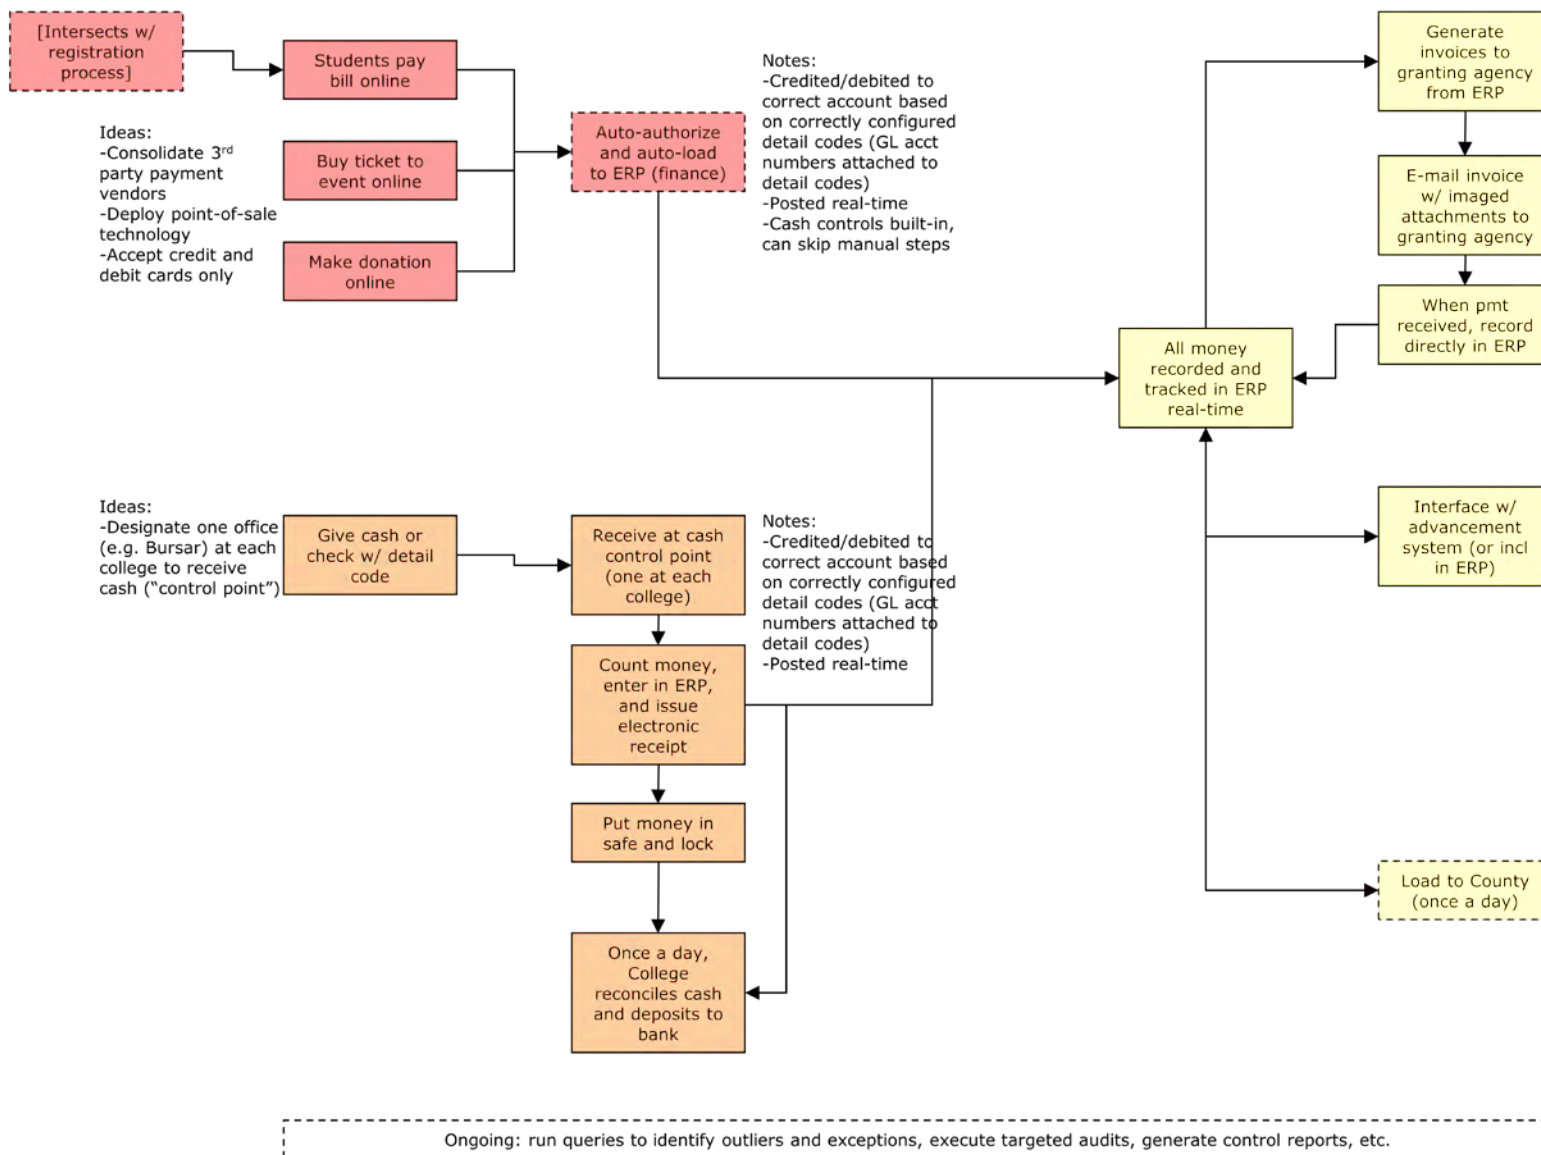 [Intersects w/
registration
process]
Students pay
bill online
Ideas:
-Consolidate 3rd
party payment
vendors
-Deploy point-of-sale
technology
-Accept credit and
debit cards only
Buy ticket to
event online
Make donation
online
Auto-authorize
and auto-load
to ERP (finance)
Notes:
-Credited/debited to
correct account based
on correctly configured
detail codes (GL acct
numbers attached to
detail codes)
-Posted real-time
-Cash controls built-in,
can skip manual steps
Generate
invoices to
granting agency
from ERP
E-mail invoice
w/ imaged
attachments to
granting agency
When pmt
received, record
directly in ERP
All money
recorded and
tracked in ERP
real-time
Ideas:
-Designate one office
(e.g. Bursar) at each
college to receive
cash (“control point”)
Give cash or
check w/ detail
code
Receive at cash
control point
(one at each
college)
Notes:
-Credited/debited to
correct account based
on correctly configured
detail codes (GL acct
numbers attached to
detail codes)
-Posted real-time
Interface w/
advancement
system (or incl
in ERP)
Count money,
enter in ERP,
and issue
electronic
receipt
Put money in
safe and lock
Load to County
(once a day)
Once a day,
College
reconciles cash
and deposits to
bank
Ongoing: run queries to identify outliers and exceptions, execute targeted audits, generate control reports, etc.